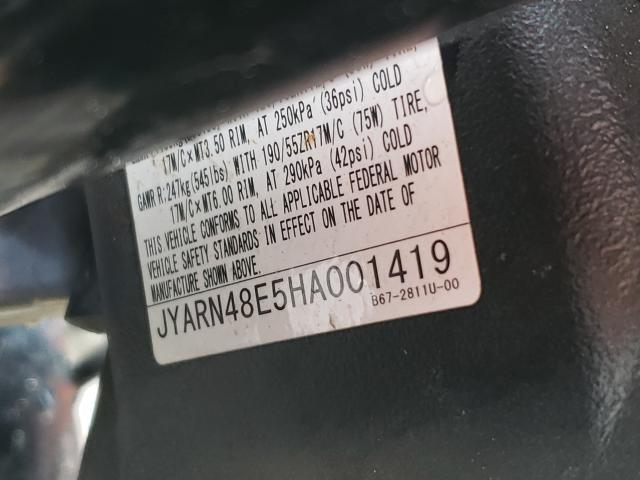 17M/C×MT3.50 RIM, AT 250kPa (36psi) COLD
GAWR R: 247kg(545lbs) WITH 190/55ZR17M/C (75W) TIRE,
17M/C×MT6.00 RIM, AT 290kPa (42psi) COLD
THIS VEHICLE CONFORMS TO ALL APPLICABLE FEDERAL MOTOR
VEHICLE SAFETY STANDARDS IN EFFECT ON THE DATE OF
MANUFACTURE SHOWN ABOVE.
JYARN48E5HA001419
B67-2811U-00